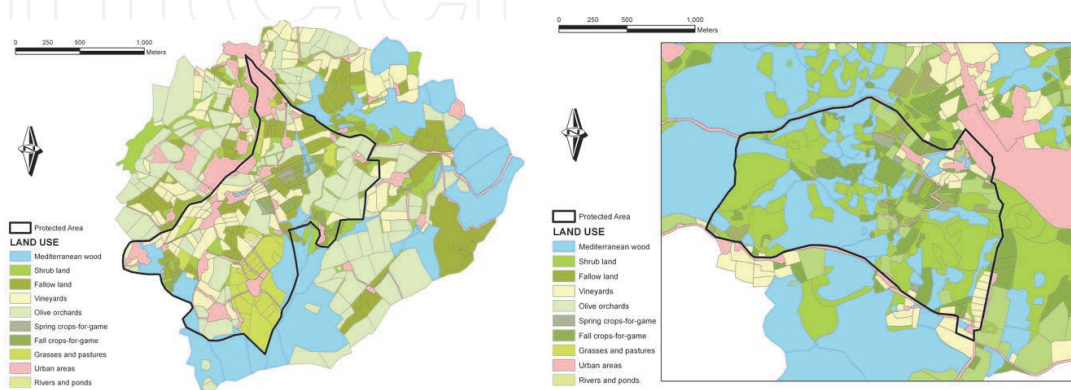 0 500 500 1,000
Meters
Protected Area
LAND USE
Mediterranean wood
Shrub land
Fallow land
Vineyards
Olive orchards
Spring crops-for-game
Fall crops-for-game
Grasses and pastures
Urban areas
Rivers and ponds
0 500 500 1,000
Meters
Protected Area
LAND USE
Mediterranean wood
Shrub land
Fallow land
Vineyards
Olive orchards
Spring crops-for-game
Fall crops-for-game
Grasses and pastures
Urban areas
Rivers and ponds